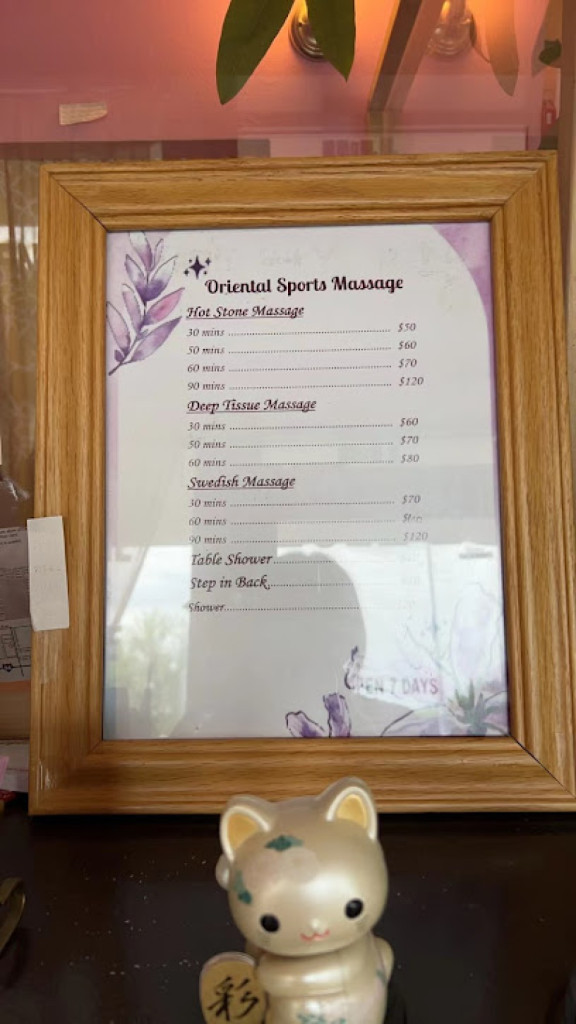 Oriental Sports Massage
Hot Stone Massage
30 mins ........ $50
50 mins ........ $60
60 mins ........ $70
90 mins ........ $120
Deep Tissue Massage
30 mins ........ $60
50 mins ........ $70
60 mins ........ $80
Swedish Massage
30 mins ........ $70
60 mins ........
90 mins ........ $120
Table Shower ........
Step in Back ........
Shower ........
OPEN 7 DAYS
彩